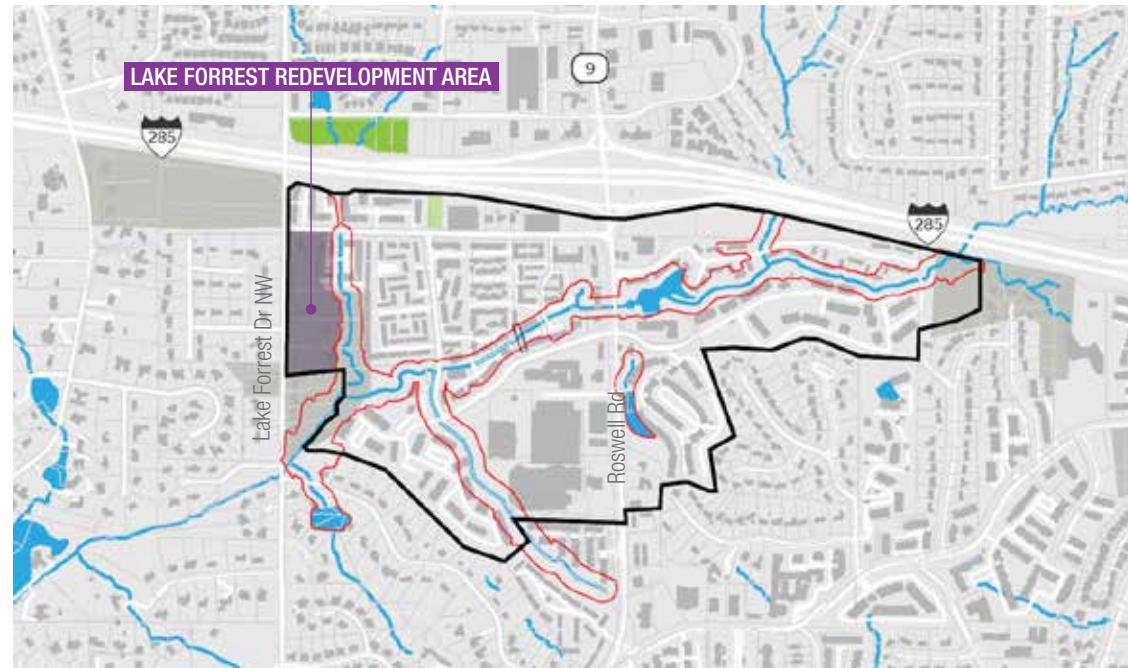 LAKE FORREST REDEVELOPMENT AREA
9
285
285
Lake Forrest Dr NW
Roswell Rd